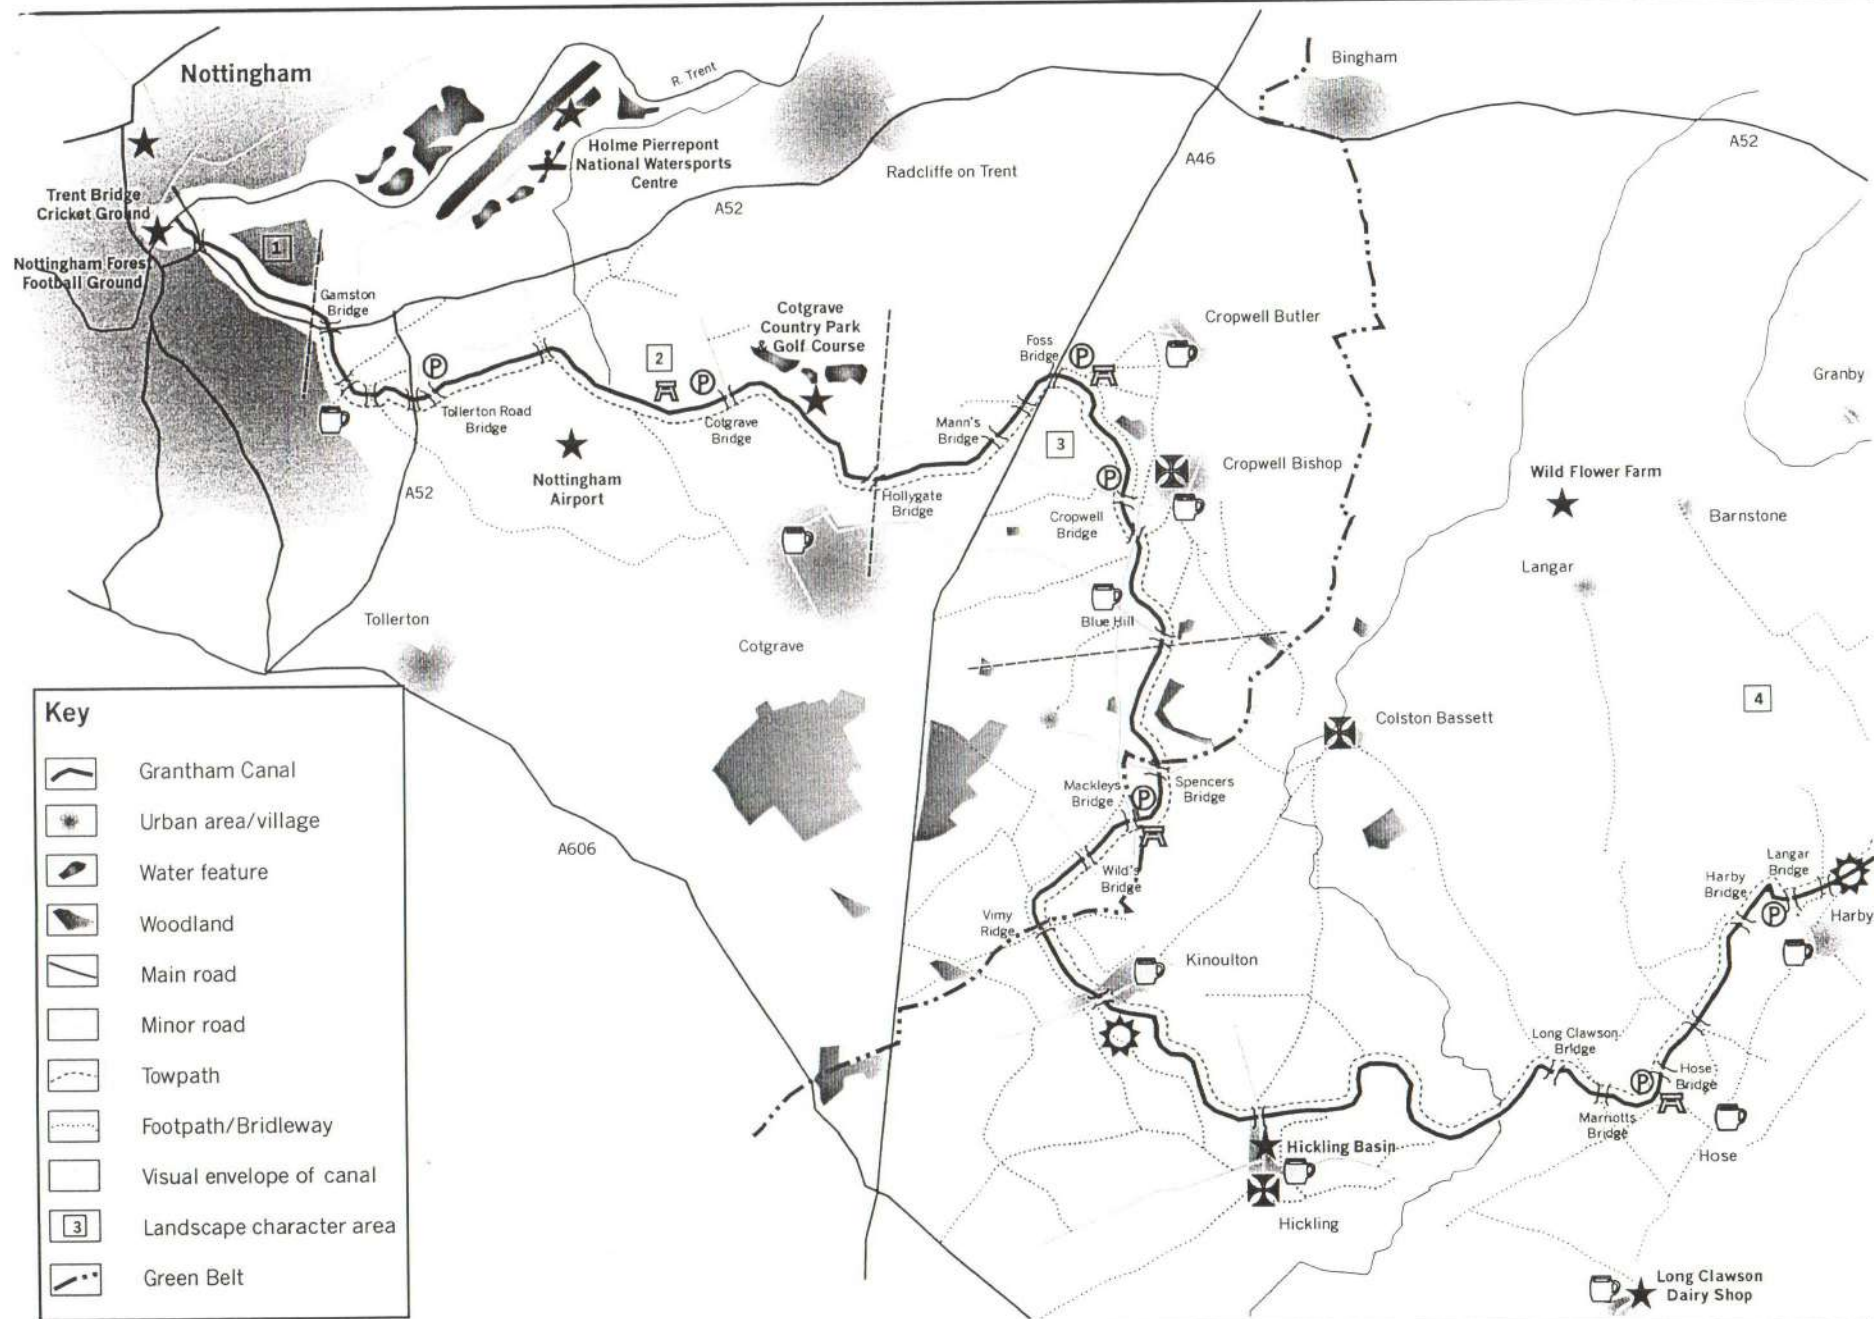 Nottingham
R. Trent
Bingham
Holme Pierrepont
National Watersports
Centre
A46
A52
Radcliffe on Trent
Trent Bridge
Cricket Ground
A52
1
Nottingham Fores
Football Ground
Gamston
Bridge
Cotgrave
Country Park
& Golf Course
Cropwell Butler
2
Foss
Bridge
P
P
P
Granby
Tollerton Road
Bridge
Cotgrave
Bridge
Mann's
Bridge
3
P
Cropwell Bishop
Wild Flower Farm
Nottingham
Airport
A52
Hollygate
Bridge
Cropwell
Bridge
Barnstone
Langar
Tollerton
Blue Hill
Cotgrave
4
Colston Bassett
Mackleys
Bridge
P
Spencers
Bridge
A606
Wild's
Bridge
Langar
Bridge
Harby
Bridge
P
Harby
Vimy
Ridge
Kinoulton
Long Clawson
Bridge
P
Hose
Bridge
Marriotts
Bridge
Hickling Basin
Hose
Hickling
Long Clawson
Dairy Shop
Key
Grantham Canal
Urban area/village
Water feature
Woodland
Main road
Minor road
Towpath
Footpath/Bridleway
Visual envelope of canal
3 Landscape character area
Green Belt